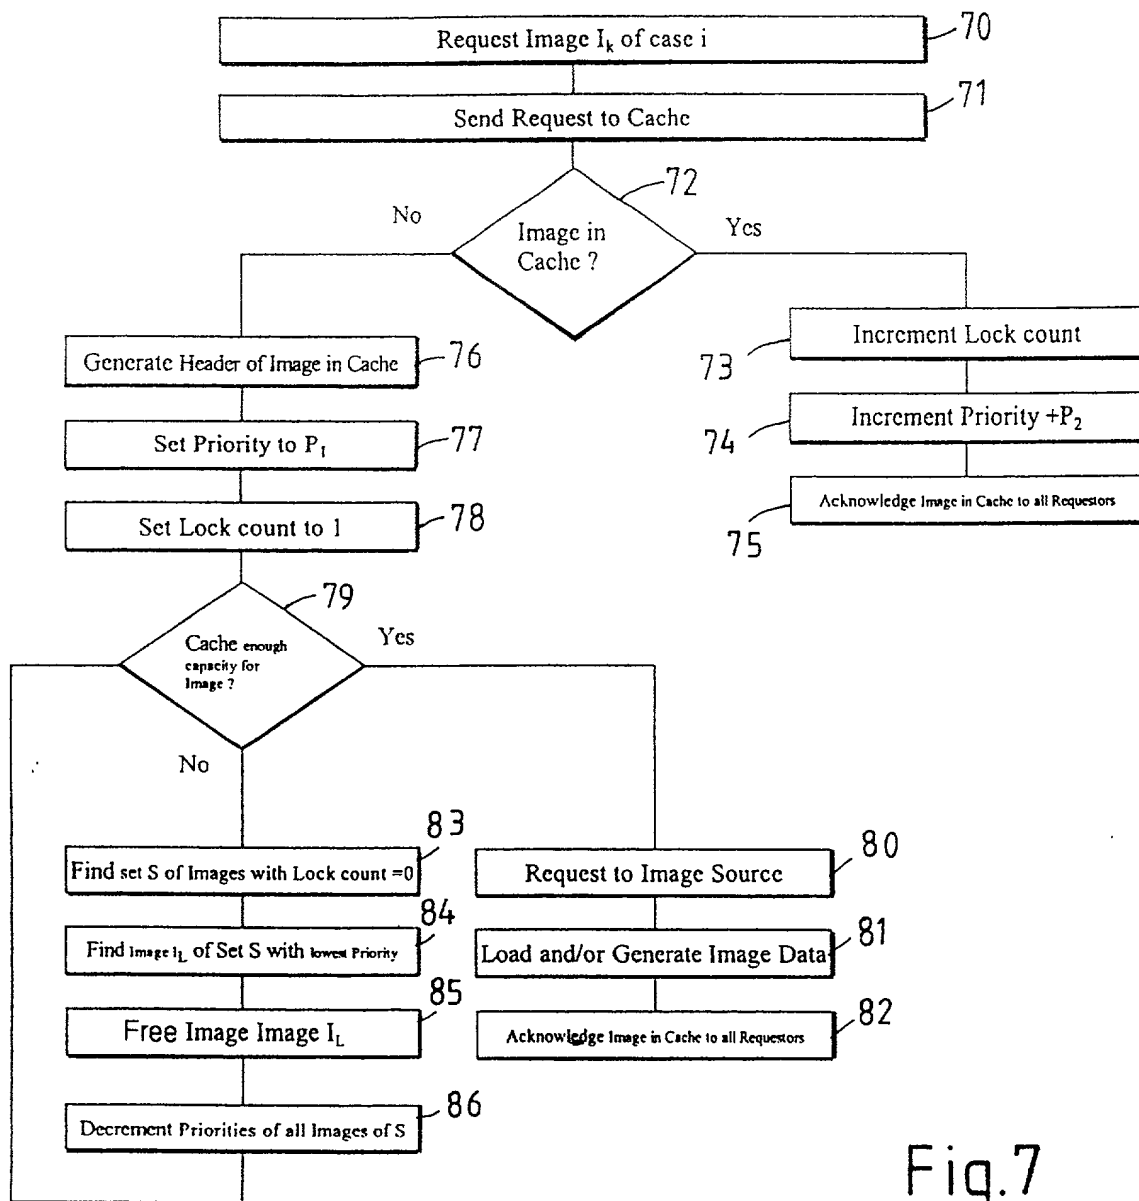 Request Image Iₖ of case i
70
Send Request to Cache
71
72
No
Yes
Image in
Cache ?
Generate Header of Image in Cache
76
Increment Lock count
73
Set Priority to P₁
77
Increment Priority +P₂
74
Set Lock count to 1
78
Acknowledge Image in Cache to all Requestors
75
79
Cache enough
capacity for
Image ?
Yes
No
83
Find set S of Images with Lock count =0
84
Find Image I_L of Set S with lowest Priority
85
Free Image Image I_L
86
Decrement Priorities of all Images of S
80
Request to Image Source
81
Load and/or Generate Image Data
82
Acknowledge Image in Cache to all Requestors
Fig.7